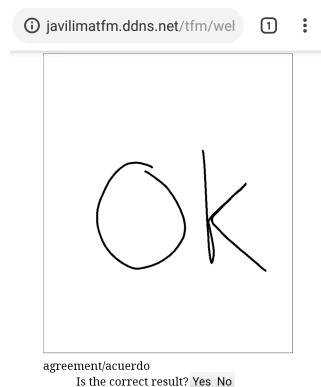 javilimatfm.ddns.net/tfm/wel
1
OK
agreement/acuerdo
Is the correct result? Yes No